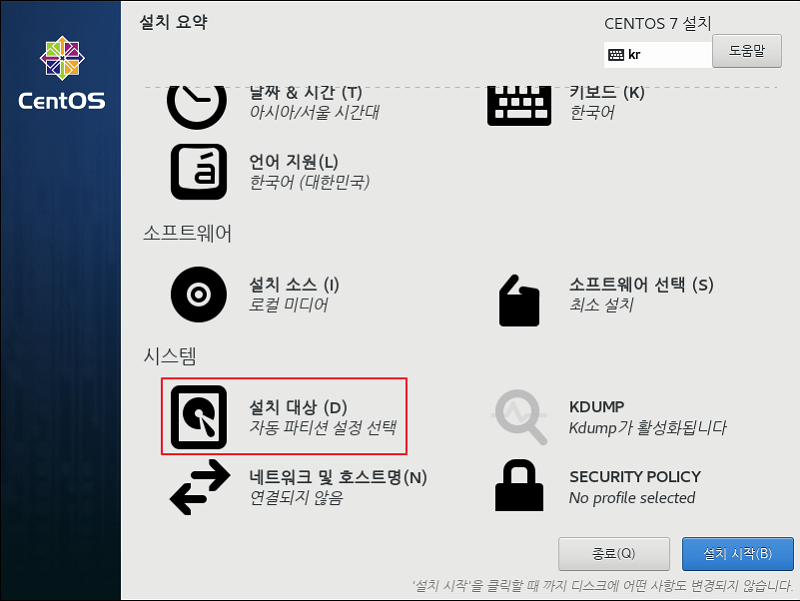 설치 요약
CENTOS 7 설치
kr
도움말
CentOS
날짜 & 시간 (T)
아시아/서울 시간대
키보드 (K)
한국어
á
언어 지원(L)
한국어 (대한민국)
소프트웨어
설치 소스 (I)
로컬 미디어
소프트웨어 선택 (S)
최소 설치
시스템
설치 대상 (D)
자동 파티션 설정 선택
KDUMP
Kdump가 활성화됩니다
네트워크 및 호스트명(N)
연결되지 않음
SECURITY POLICY
No profile selected
종료(Q)
설치 시작(B)
'설치 시작'을 클릭할 때 까지 디스크에 어떤 사항도 변경되지 않습니다.